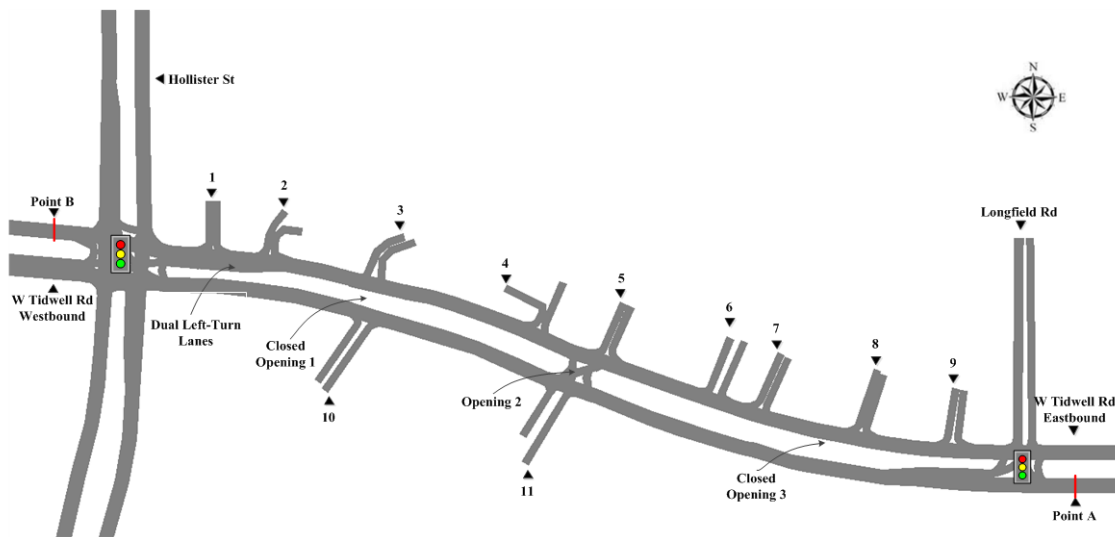 N
W
E
S
Hollister St
1
2
3
4
5
6
7
8
9
Point B
Longfield Rd
W Tidwell Rd
Westbound
Dual Left-Turn
Lanes
Closed
Opening 1
Opening 2
10
11
Closed
Opening 3
W Tidwell Rd
Eastbound
Point A